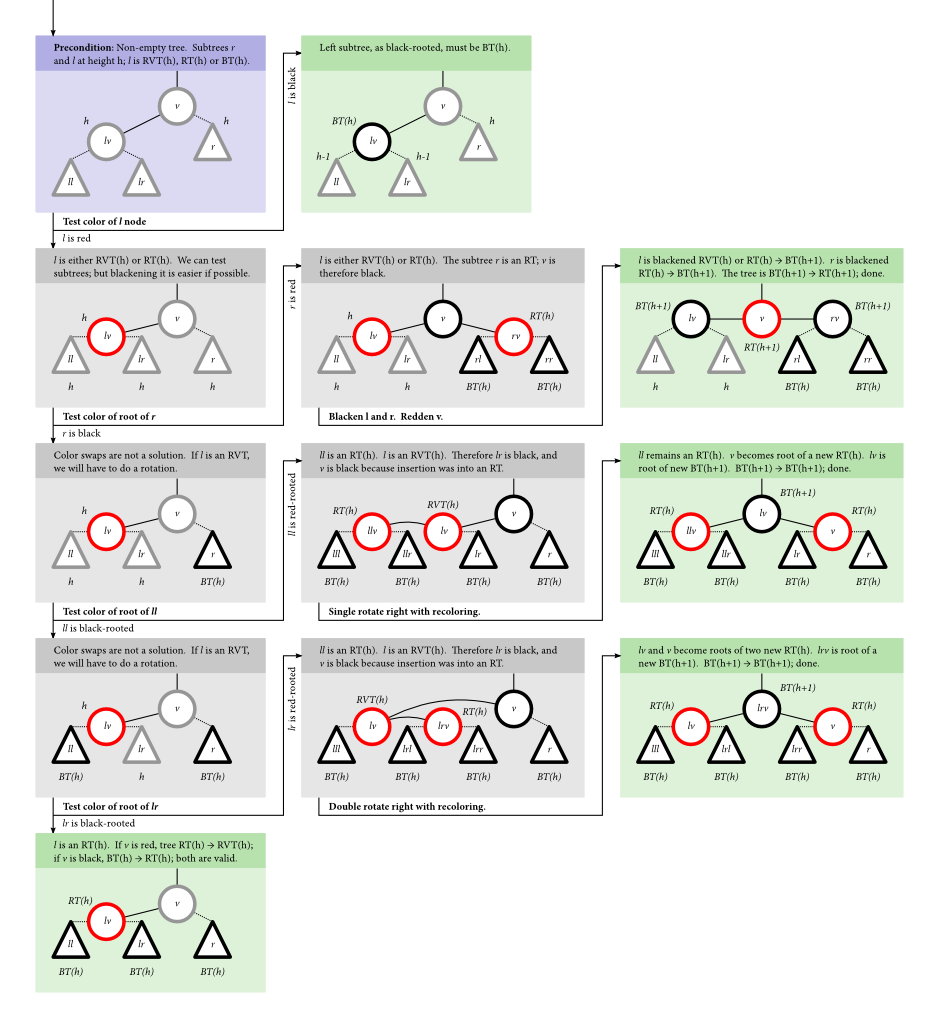 Precondition: Non-empty tree. Subtrees r
and l at height h; l is RVT(h), RT(h) or BT(h).
v
h
h
lv
r
ll
lr
l is black
Left subtree, as black-rooted, must be BT(h).
v
BT(h)
h
lv
r
h-1
h-1
ll
lr
Test color of l node
l is red
l is either RVT(h) or RT(h). We can test
subtrees; but blackening it is easier if possible.
h
v
lv
ll
lr
r
h
h
h
r is red
l is either RVT(h) or RT(h). The subtree r is an RT; v is
therefore black.
h
v
RT(h)
lv
rv
ll
lr
rl
rr
h
h
BT(h)
BT(h)
l is blackened RVT(h) or RT(h) → BT(h+1). r is blackened
RT(h) → BT(h+1). The tree is BT(h+1) → RT(h+1); done.
BT(h+1)
BT(h+1)
lv
v
rv
RT(h+1)
ll
lr
rl
rr
h
h
BT(h)
BT(h)
Test color of root of r
r is black
Blacken l and r. Redden v.
Color swaps are not a solution. If l is an RVT,
we will have to do a rotation.
h
v
lv
ll
lr
r
h
h
BT(h)
ll is red-rooted
ll is an RT(h). l is an RVT(h). Therefore lr is black, and
v is black because insertion was into an RT.
RT(h)
RVT(h)
v
llv
lv
lll
llr
lr
r
BT(h)
BT(h)
BT(h)
BT(h)
ll remains an RT(h). v becomes root of a new RT(h). lv is
root of new BT(h+1). BT(h+1) → BT(h+1); done.
BT(h+1)
RT(h)
lv
RT(h)
llv
v
lll
llr
lr
r
BT(h)
BT(h)
BT(h)
BT(h)
Test color of root of ll
ll is black-rooted
Single rotate right with recoloring.
Color swaps are not a solution. If l is an RVT,
we will have to do a rotation.
h
v
lv
ll
lr
r
BT(h)
h
BT(h)
lr is red-rooted
ll is an RT(h). l is an RVT(h). Therefore lr is black, and
v is black because insertion was into an RT.
RVT(h)
RT(h)
v
lv
lrv
lll
lrl
lrr
r
BT(h)
BT(h)
BT(h)
BT(h)
lv and v become roots of two new RT(h). lrv is root of a
new BT(h+1). BT(h+1) → BT(h+1); done.
BT(h+1)
RT(h)
lrv
RT(h)
lv
v
lll
lrl
lrr
r
BT(h)
BT(h)
BT(h)
BT(h)
Test color of root of lr
lr is black-rooted
Double rotate right with recoloring.
l is an RT(h). If v is red, tree RT(h) → RVT(h);
if v is black, BT(h) → RT(h); both are valid.
RT(h)
v
lv
ll
lr
r
BT(h)
BT(h)
BT(h)